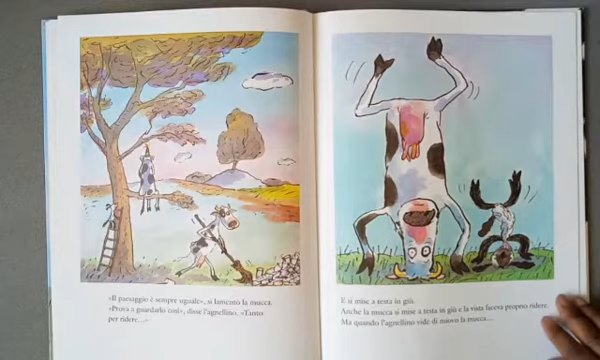 «Il paesaggio è sempre uguale», si lamentò la mucca.
«Prova a guardarlo così», disse l'agnellino. «Tanto
per ridere...»
E si mise a testa in giù.
Anche la mucca si mise a testa in giù e la vista faceva proprio ridere.
Ma quando l'agnellino vide di nuovo la mucca...